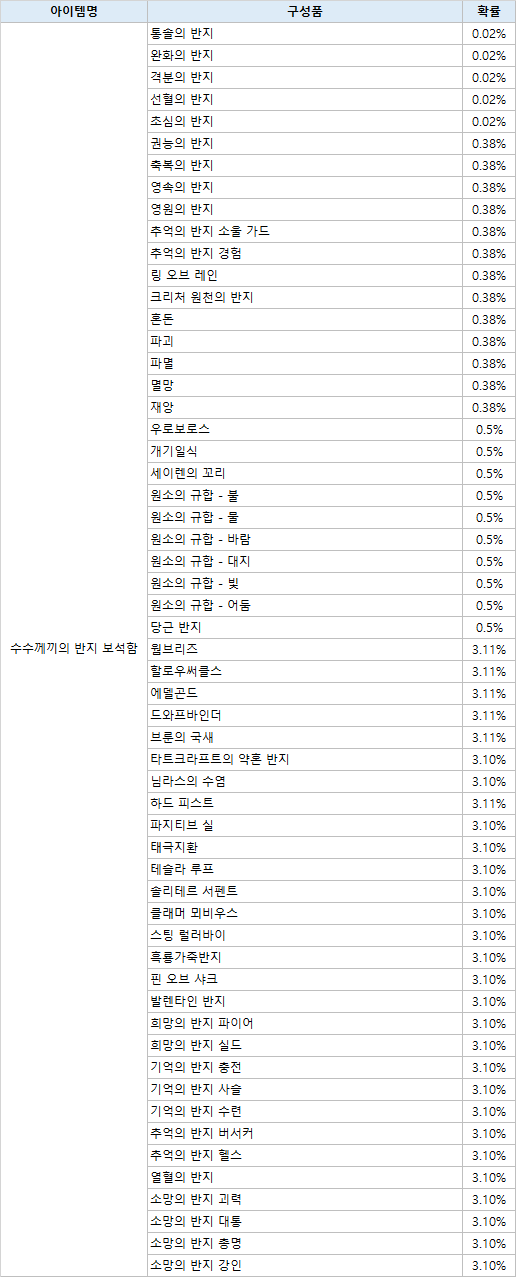 아이템명 구성품 확률
통솔의 반지 0.02%
완화의 반지 0.02%
격분의 반지 0.02%
선혈의 반지 0.02%
초심의 반지 0.02%
권능의 반지 0.38%
축복의 반지 0.38%
영속의 반지 0.38%
영원의 반지 0.38%
추억의 반지 소울 가드 0.38%
추억의 반지 경험 0.38%
링 오브 레인 0.38%
크리처 원천의 반지 0.38%
혼돈 0.38%
파괴 0.38%
파멸 0.38%
멸망 0.38%
재앙 0.38%
우로보로스 0.5%
개기일식 0.5%
세이렌의 꼬리 0.5%
원소의 규합 - 불 0.5%
원소의 규합 - 물 0.5%
원소의 규합 - 바람 0.5%
원소의 규합 - 대지 0.5%
원소의 규합 - 빛 0.5%
원소의 규합 - 어둠 0.5%
당근 반지 0.5%
수수께끼의 반지 보석함 웜브리즈 3.11%
할로우써클스 3.11%
에델곤드 3.11%
드와프바인더 3.11%
브룬의 국새 3.11%
타트크라프트의 약혼 반지 3.10%
님라스의 수염 3.10%
하드 피스트 3.11%
파지티브 실 3.10%
태극지환 3.10%
테슬라 루프 3.10%
솔리테르 서펜트 3.10%
클래머 뫼비우스 3.10%
스팅 럴러바이 3.10%
흑룡가죽반지 3.10%
핀 오브 샤크 3.10%
발렌타인 반지 3.10%
희망의 반지 파이어 3.10%
희망의 반지 실드 3.10%
기억의 반지 충전 3.10%
기억의 반지 사슬 3.10%
기억의 반지 수련 3.10%
추억의 반지 버서커 3.10%
추억의 반지 헬스 3.10%
열혈의 반지 3.10%
소망의 반지 괴력 3.10%
소망의 반지 대통 3.10%
소망의 반지 총명 3.10%
소망의 반지 강인 3.10%